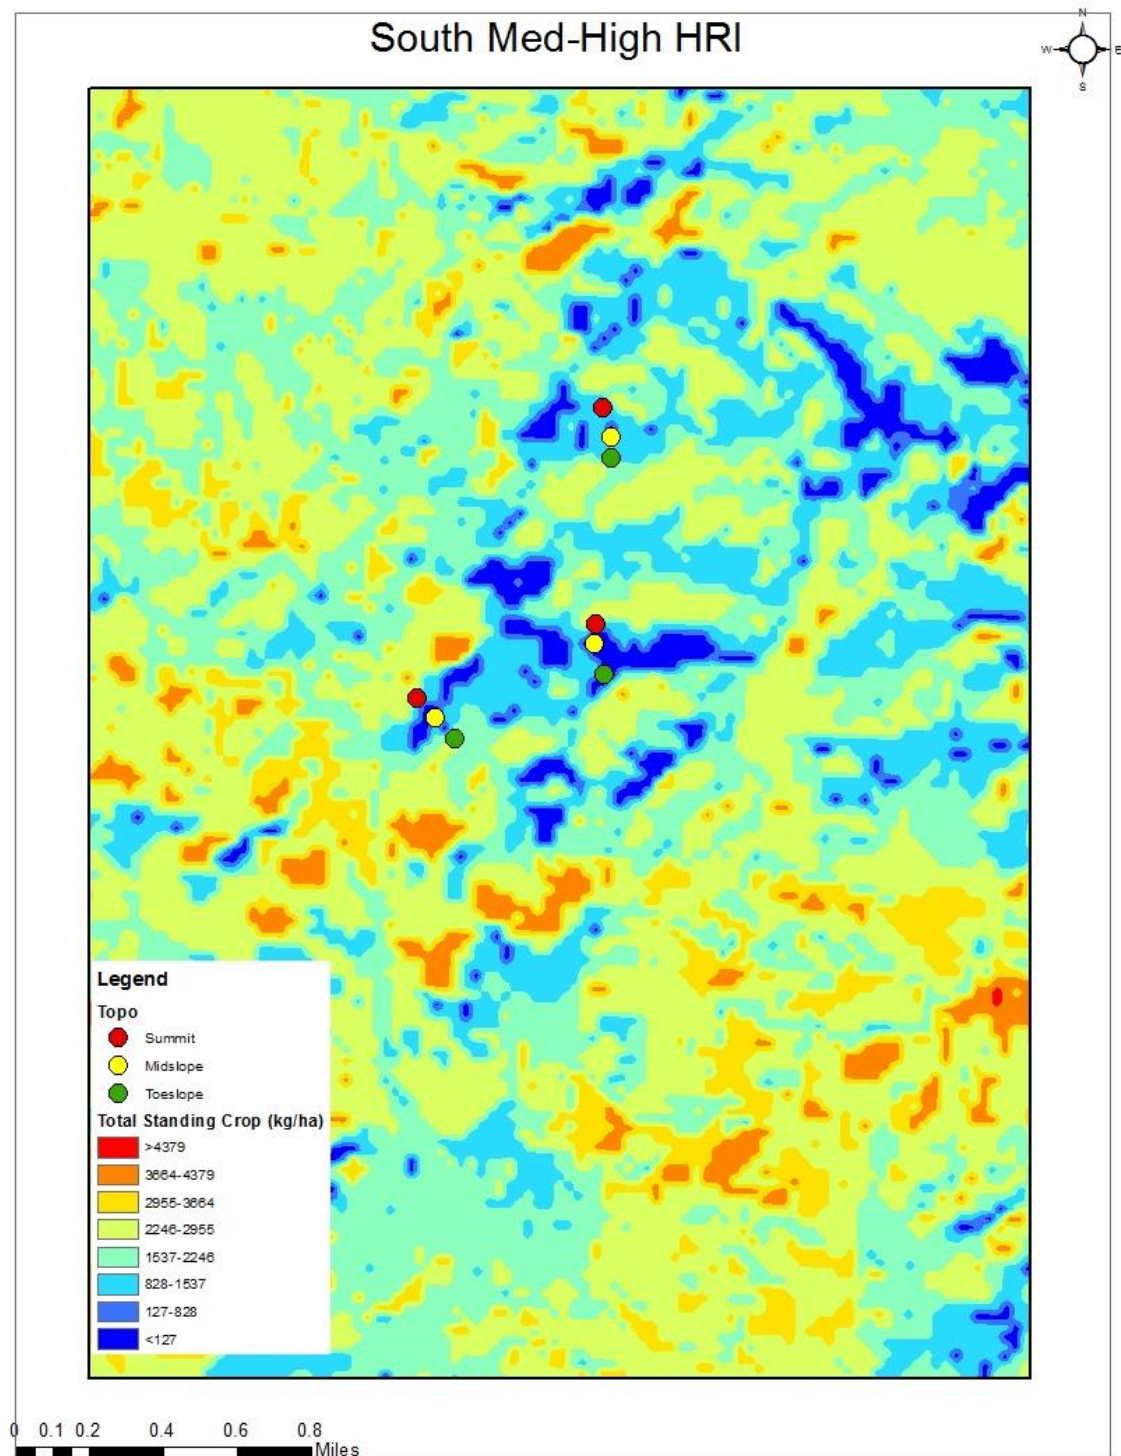 South Med-High HRI
N
W E
S
Legend
Topo
Summit
Midslope
Toeslope
Total Standing Crop (kg/ha)
>4379
3664-4379
2955-3664
2246-2955
1537-2246
828-1537
127-828
<127
0 0.1 0.2 0.4 0.6 0.8
Miles